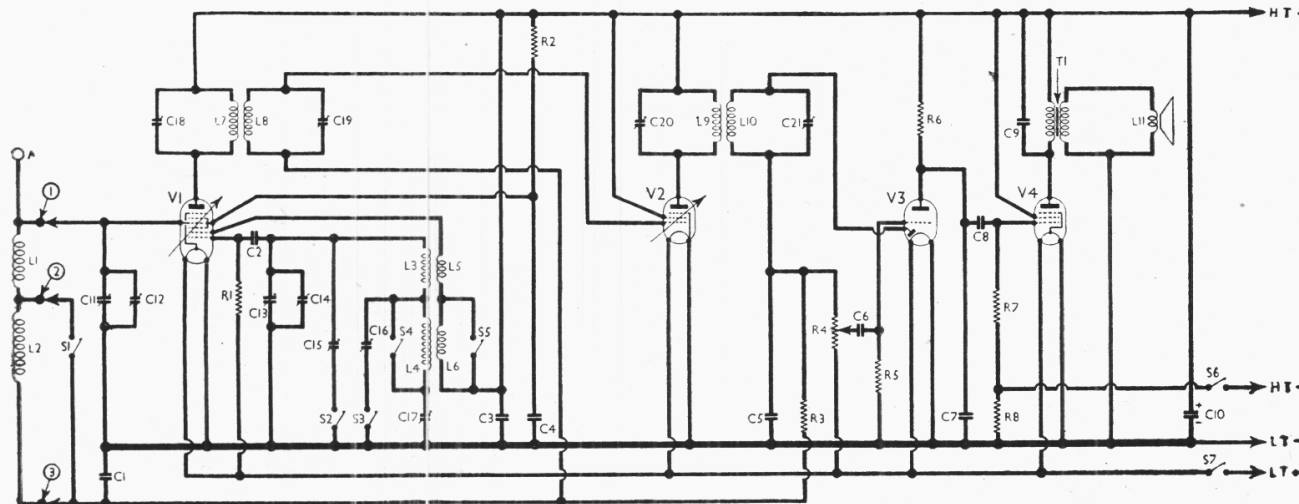 HT+
R2
T1
C18
L7
L8
C19
C20
L9
L10
C21
R6
C9
L11
A
1
V1
V2
V3
V4
C2
C8
L1
2
L3
L5
C11
C12
R1
C13
C14
C16
S4
S5
R4
C6
R7
L2
S1
C15
L4
L6
R5
S6
HT-
S2
S3
C17
C3
C4
C5
R3
C7
R8
C10
+
-
LT-
3
C1
S7
LT+